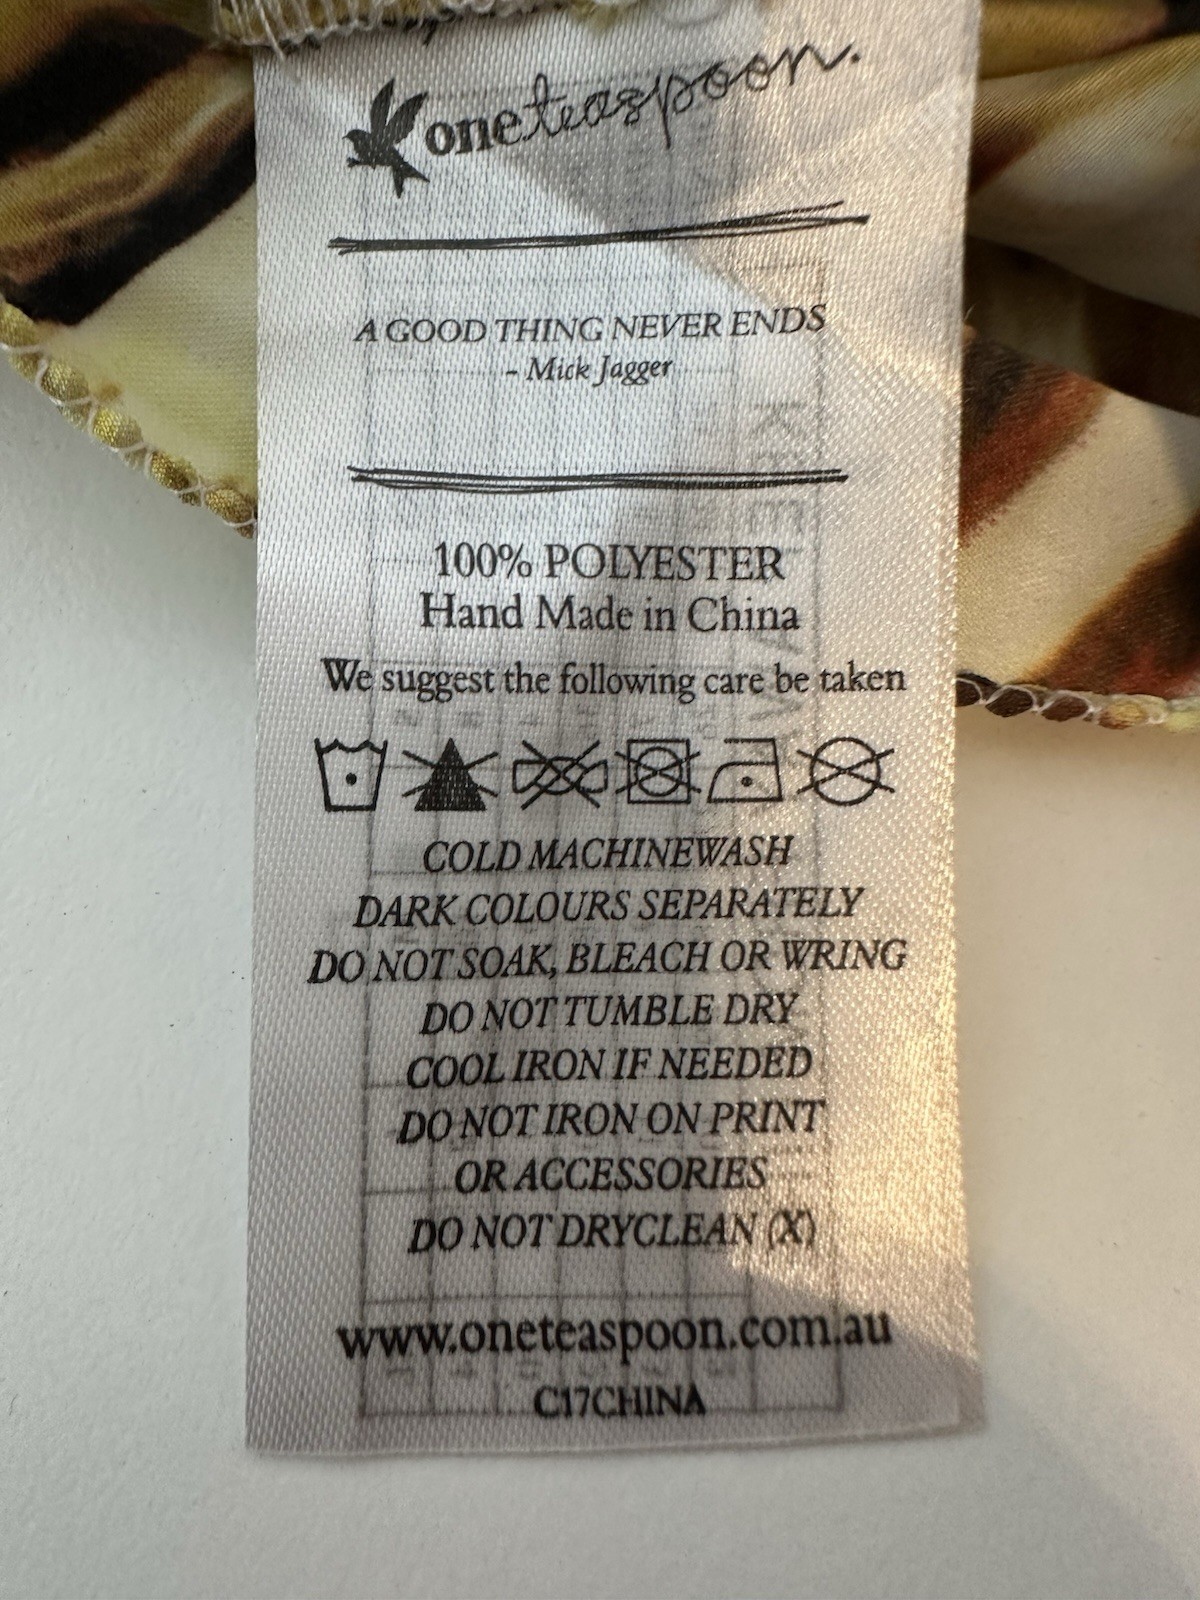 oneteaspoon.
A GOOD THING NEVER ENDS
- Mick Jagger
100% POLYESTER
Hand Made in China
We suggest the following care be taken
COLD MACHINEWASH
DARK COLOURS SEPARATELY
DO NOT SOAK, BLEACH OR WRING
DO NOT TUMBLE DRY
COOL IRON IF NEEDED
DO NOT IRON ON PRINT
OR ACCESSORIES
DO NOT DRYCLEAN (X)
www.oneteaspoon.com.au
C17CHINA